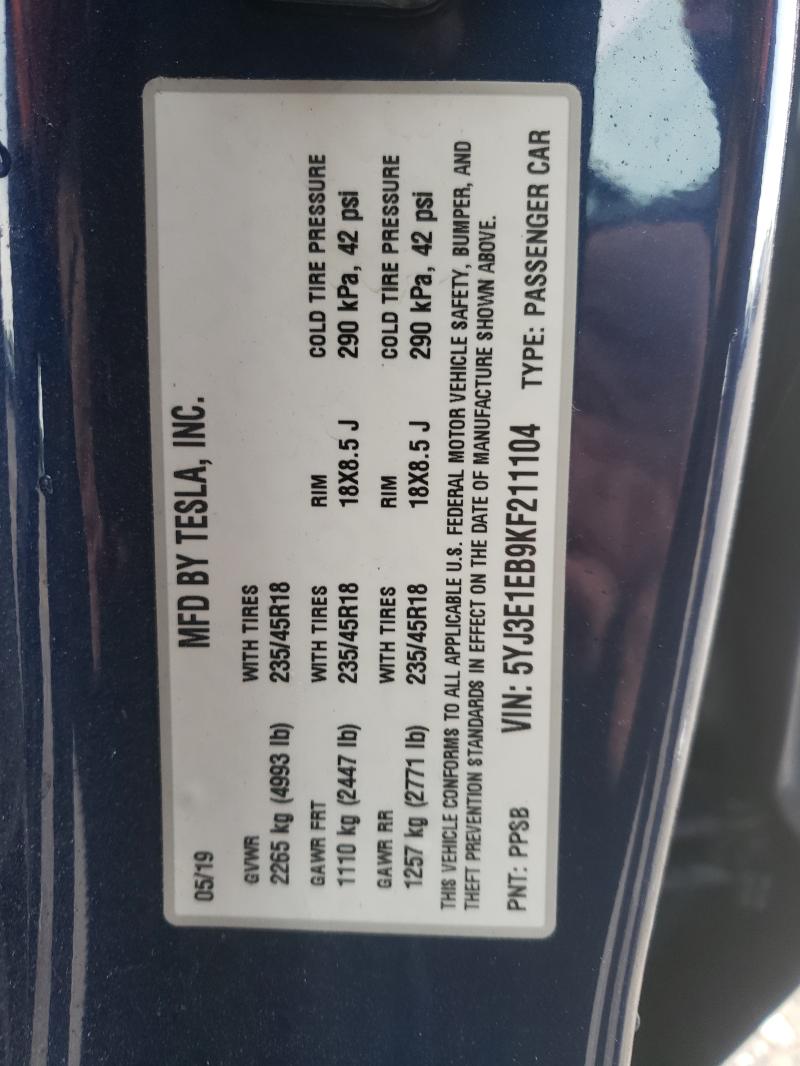 MFD BY TESLA, INC.
05/19
GVWR WITH TIRES
2265 kg (4993 lb) 235/45R18
GAWR FRT WITH TIRES RIM COLD TIRE PRESSURE
1110 kg (2447 lb) 235/45R18 18X8.5 J 290 kPa, 42 psi
GAWR RR WITH TIRES RIM COLD TIRE PRESSURE
1257 kg (2771 lb) 235/45R18 18X8.5 J 290 kPa, 42 psi
THIS VEHICLE CONFORMS TO ALL APPLICABLE U.S. FEDERAL MOTOR VEHICLE SAFETY, BUMPER, AND
THEFT PREVENTION STANDARDS IN EFFECT ON THE DATE OF MANUFACTURE SHOWN ABOVE.
PNT: PPSB VIN: 5YJ3E1EB9KF211104 TYPE: PASSENGER CAR